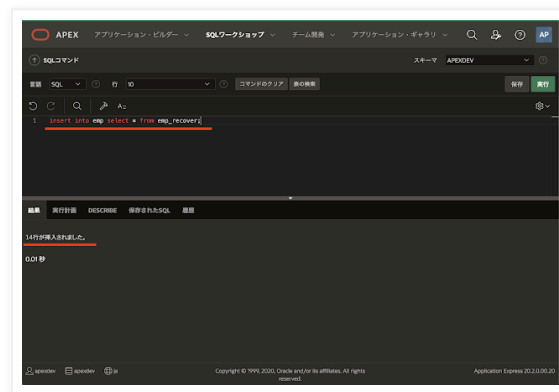 APEX アプリケーション・ビルダー SQLワークショップ チーム開発 アプリケーション・ギャラリ AP
SQLコマンド スキーマ APEXDEV
言語 SQL 行 10 コマンドのクリア 表の検索 保存 実行
A::
1 insert into emp select * from emp_recover;
結果 実行計画 DESCRIBE 保存されたSQL 履歴
14行が挿入されました。
0.01 秒
apexdev apexdev ja Copyright © 1999, 2020, Oracle and/or its affiliates. All rights reserved. Application Express 20.2.0.00.20